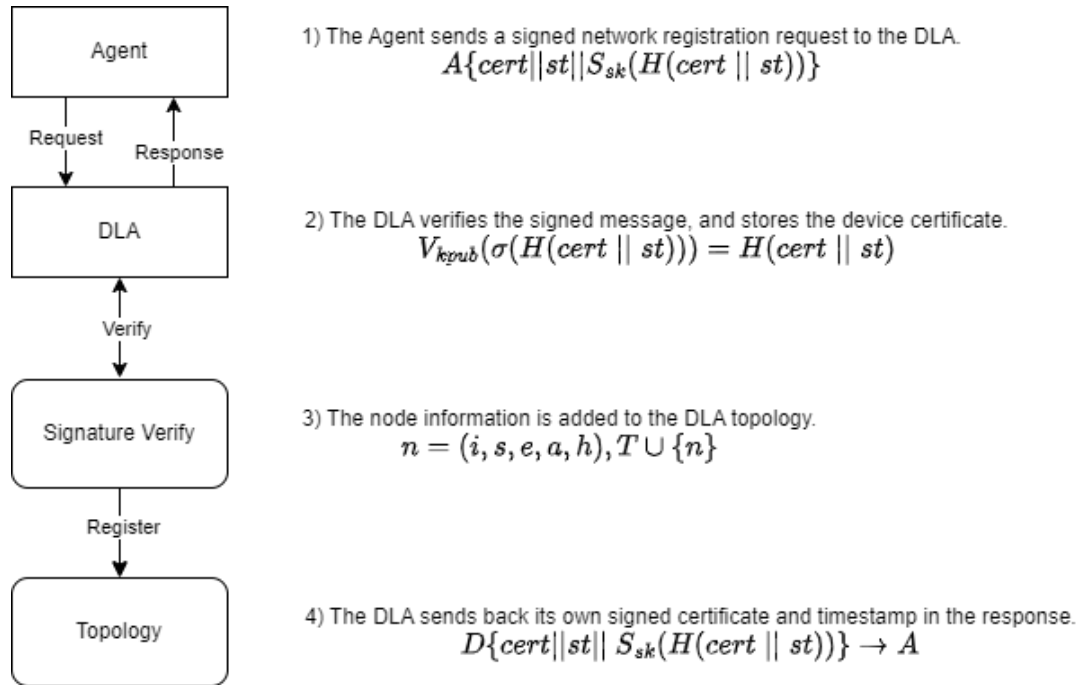 Agent
1) The Agent sends a signed network registration request to the DLA.
A{cert||st||S_sk(H(cert || st))}
Request
Response
DLA
2) The DLA verifies the signed message, and stores the device certificate.
V_kpub(σ(H(cert || st))) = H(cert || st)
Verify
Signature Verify
3) The node information is added to the DLA topology.
n = (i, s, e, a, h), T ∪ {n}
Register
Topology
4) The DLA sends back its own signed certificate and timestamp in the response.
D{cert||st|| S_sk(H(cert || st))} → A